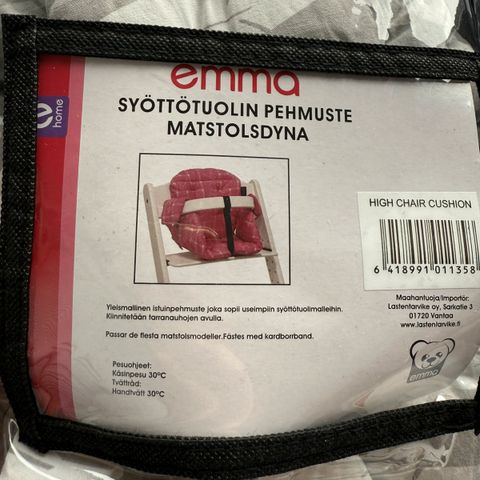 emma
SYÖTTÖTUOLIN PEHMUSTE
MATSTOLSDYNA
e home
HIGH CHAIR CUSHION
6 418991 011358
Maahantuoja/Importör:
Lastentarvike oy, Sarkatie 3
01720 Vantaa
www.lastentarvike.fi
Yleismallinen istuinpehmuste joka sopii useimpiin syöttötuolimalleihin.
Kiinnitetään tarranauhojen avulla.
Passar de flesta matstolsmodeller.Fästes med kardborrband.
Pesuohjeet:
Käsinpesu 30°C
Tvättråd:
Handtvätt 30°C
emma